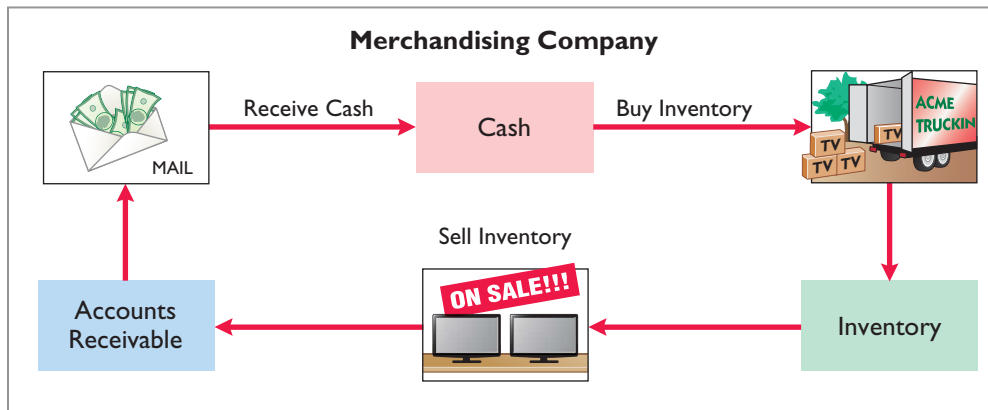 Merchandising Company
Receive Cash
Cash
Buy Inventory
ACME
TRUCKIN
TV
TV
TV TV
MAIL
Sell Inventory
ON SALE!!!
Accounts
Receivable
Inventory